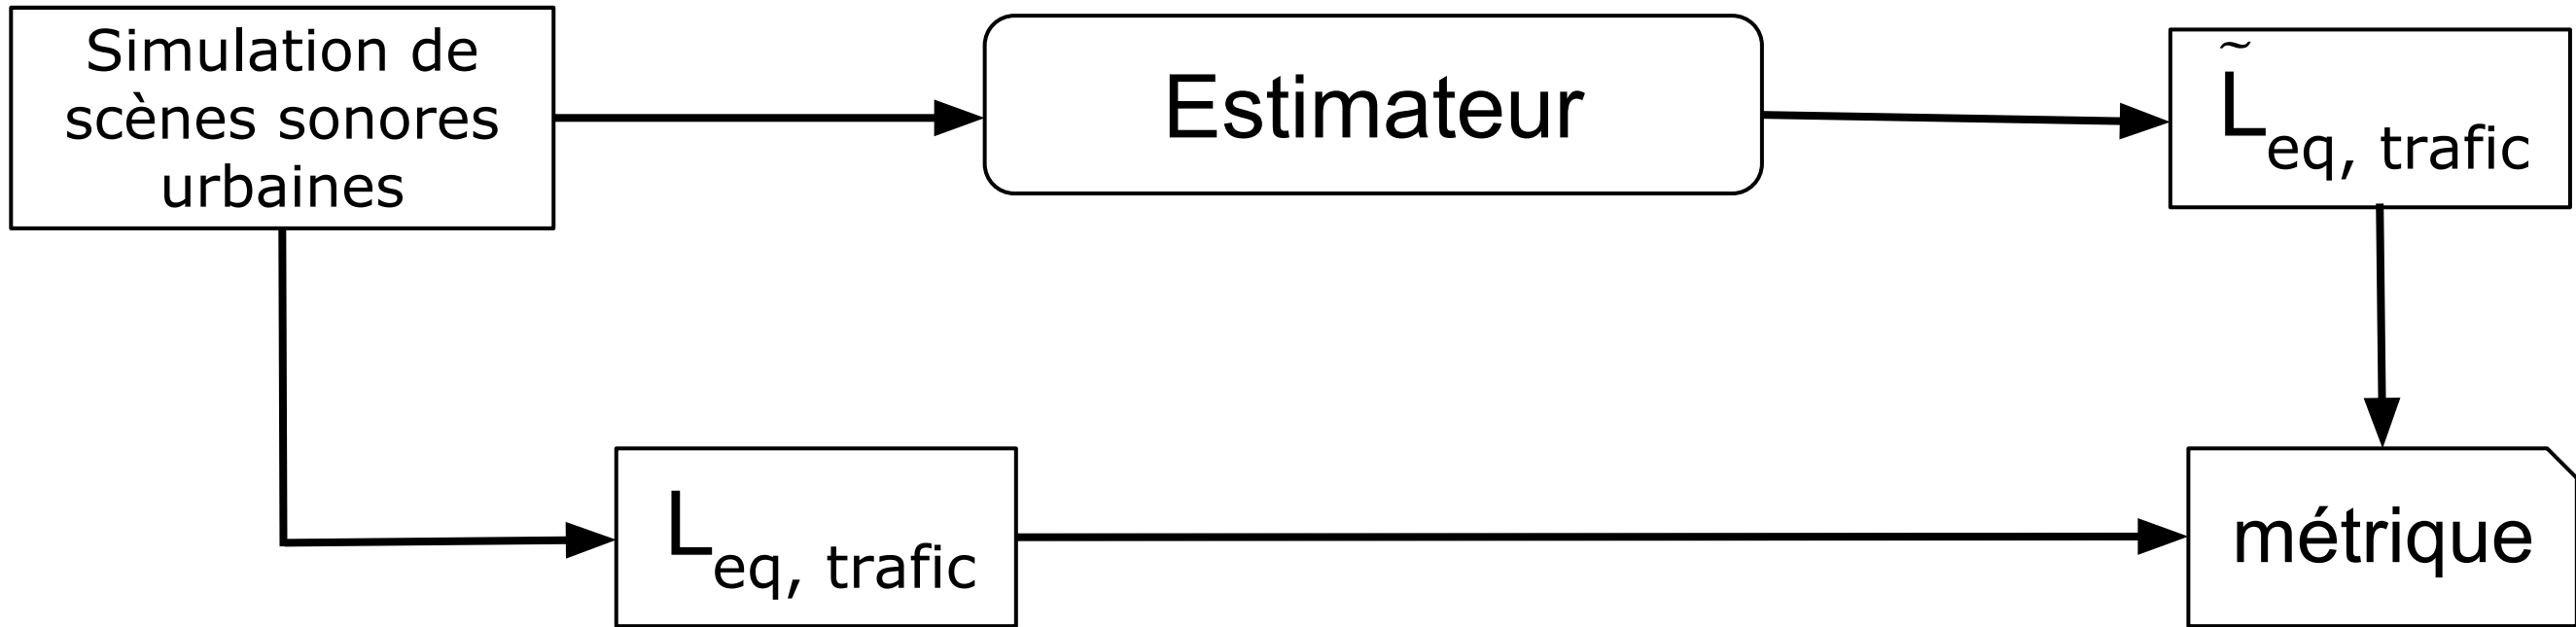 Simulation de
scènes sonores
urbaines
Estimateur
L̃eq, trafic
Leq, trafic
métrique